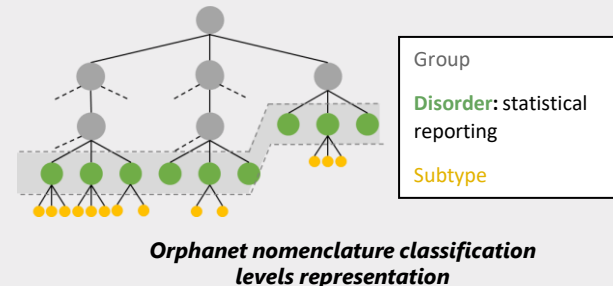 Group
Disorder: statistical
reporting
Subtype
Orphanet nomenclature classification
levels representation